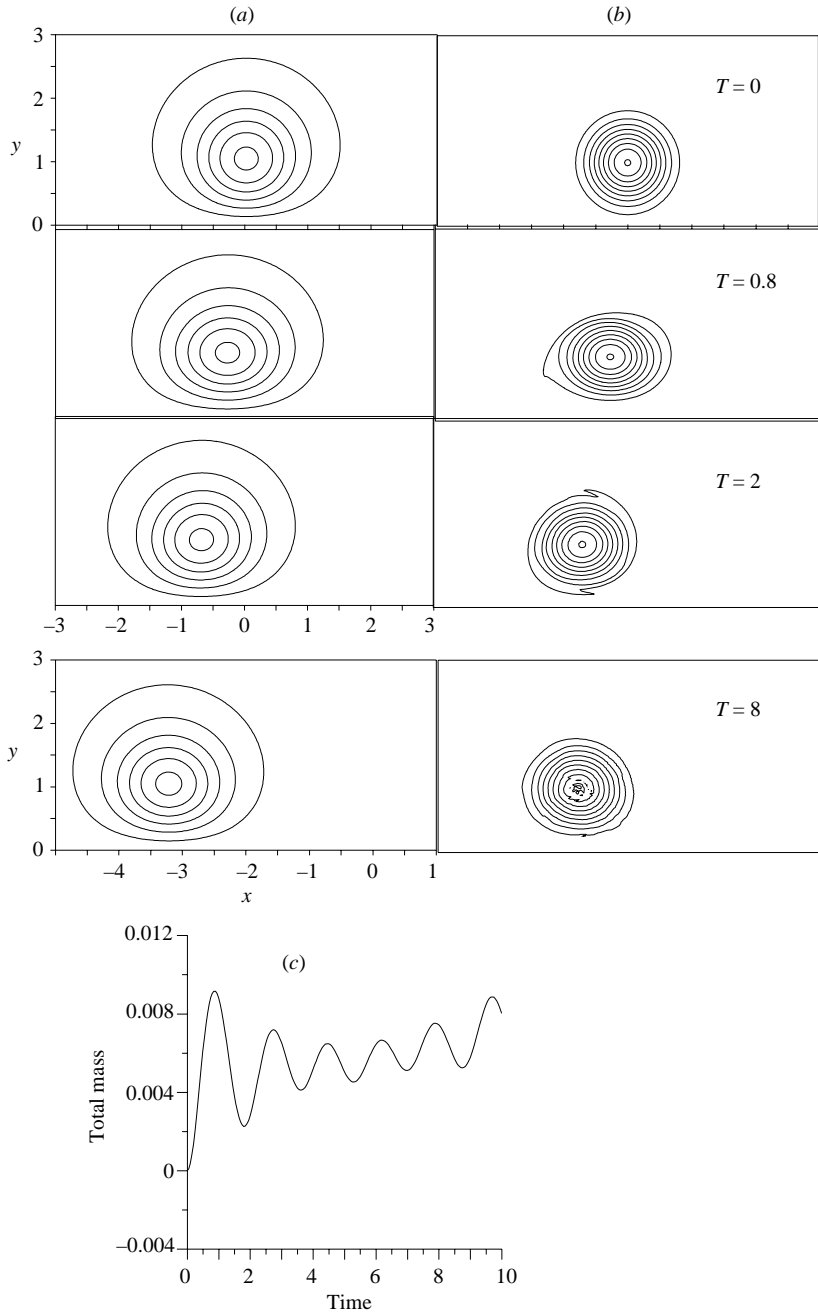 (a) (b)
3
T = 0
2
y
1
0
T = 0.8
T = 2
–3 –2 –1 0 1 2 3
3
T = 8
2
y
1
0
–4 –3 –2 –1 0 1
x
0.012
(c)
0.008
Total mass
0.004
0
–0.004
0 2 4 6 8 10
Time